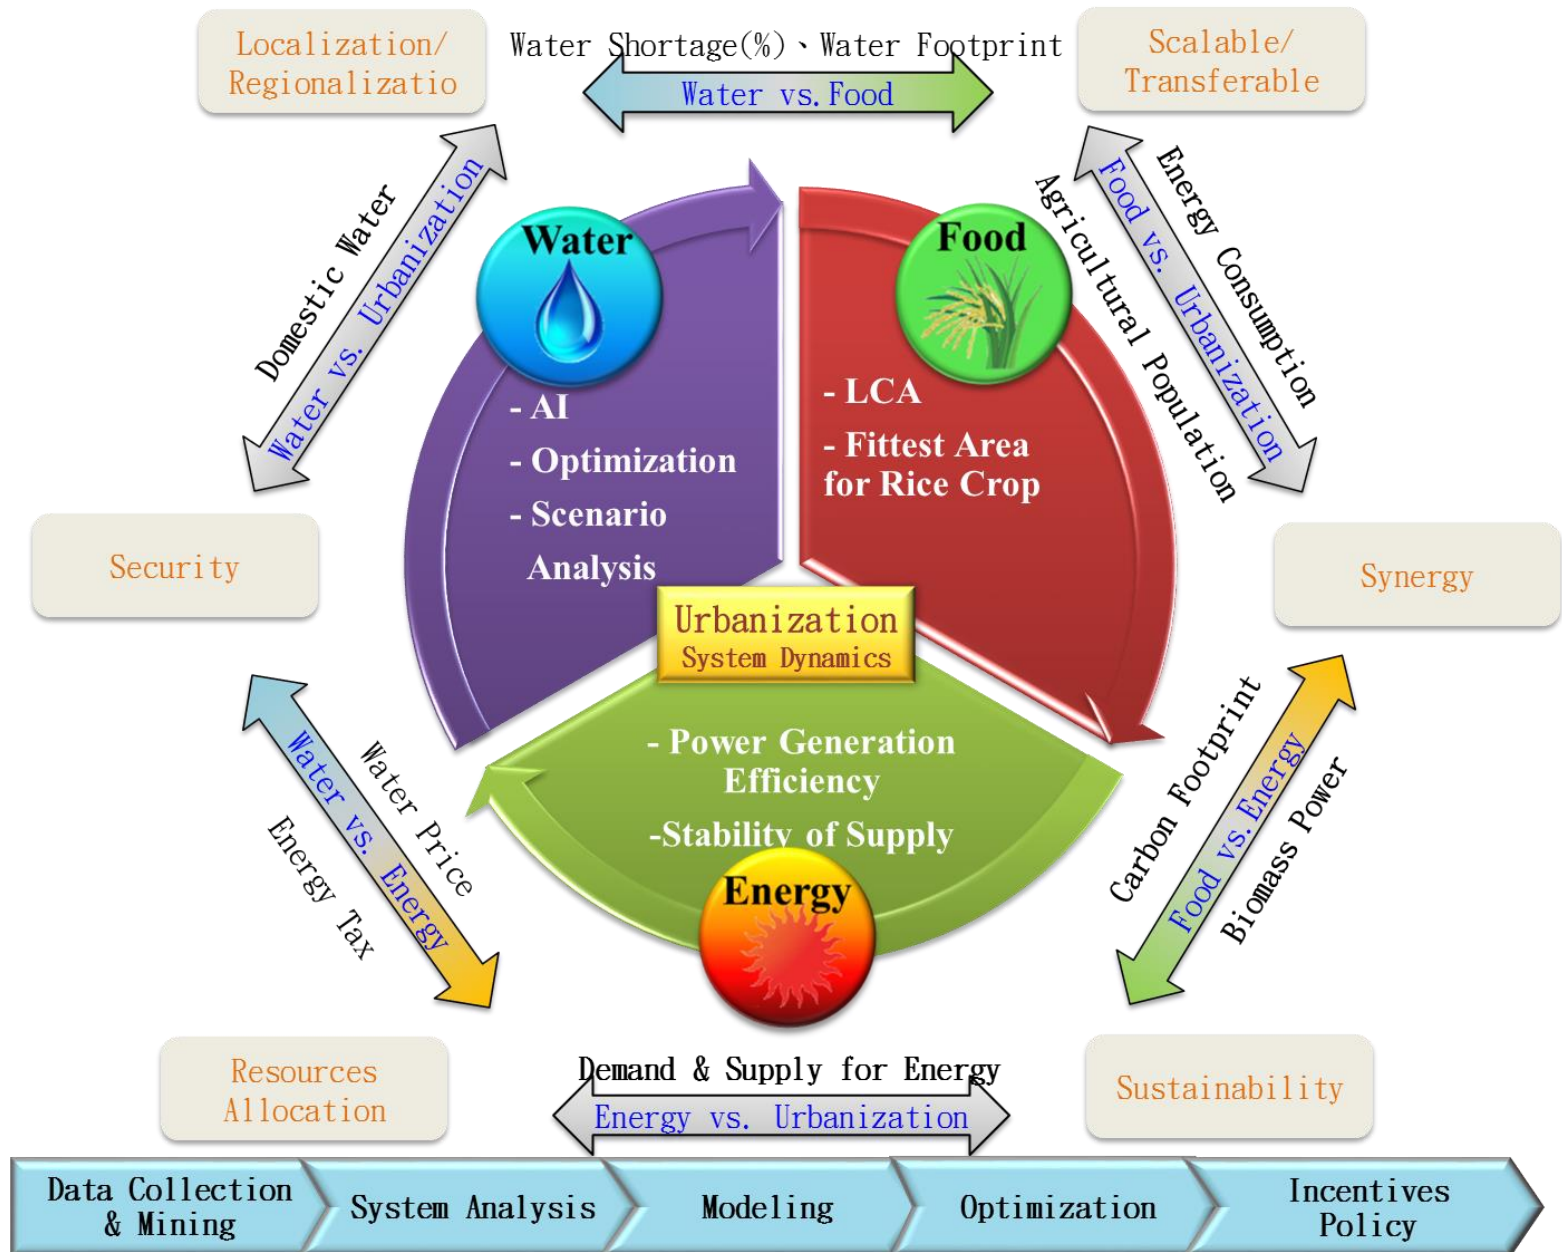 Localization/
Regionalizatio
Water Shortage(%)、Water Footprint
Water vs.Food
Scalable/
Transferable
Domestic Water
Water vs. Urbanization
Food vs. Urbanization
Energy Consumption
Agricultural Population
Water
- AI
- Optimization
- Scenario
Analysis
Food
- LCA
- Fittest Area
for Rice Crop
Security
Synergy
Urbanization
System Dynamics
- Power Generation
Efficiency
-Stability of Supply
Energy
Water Price
Water vs. Energy
Energy Tax
Carbon Footprint
Food vs.Energy
Biomass Power
Resources
Allocation
Demand & Supply for Energy
Energy vs. Urbanization
Sustainability
Data Collection
& Mining
System Analysis
Modeling
Optimization
Incentives
Policy